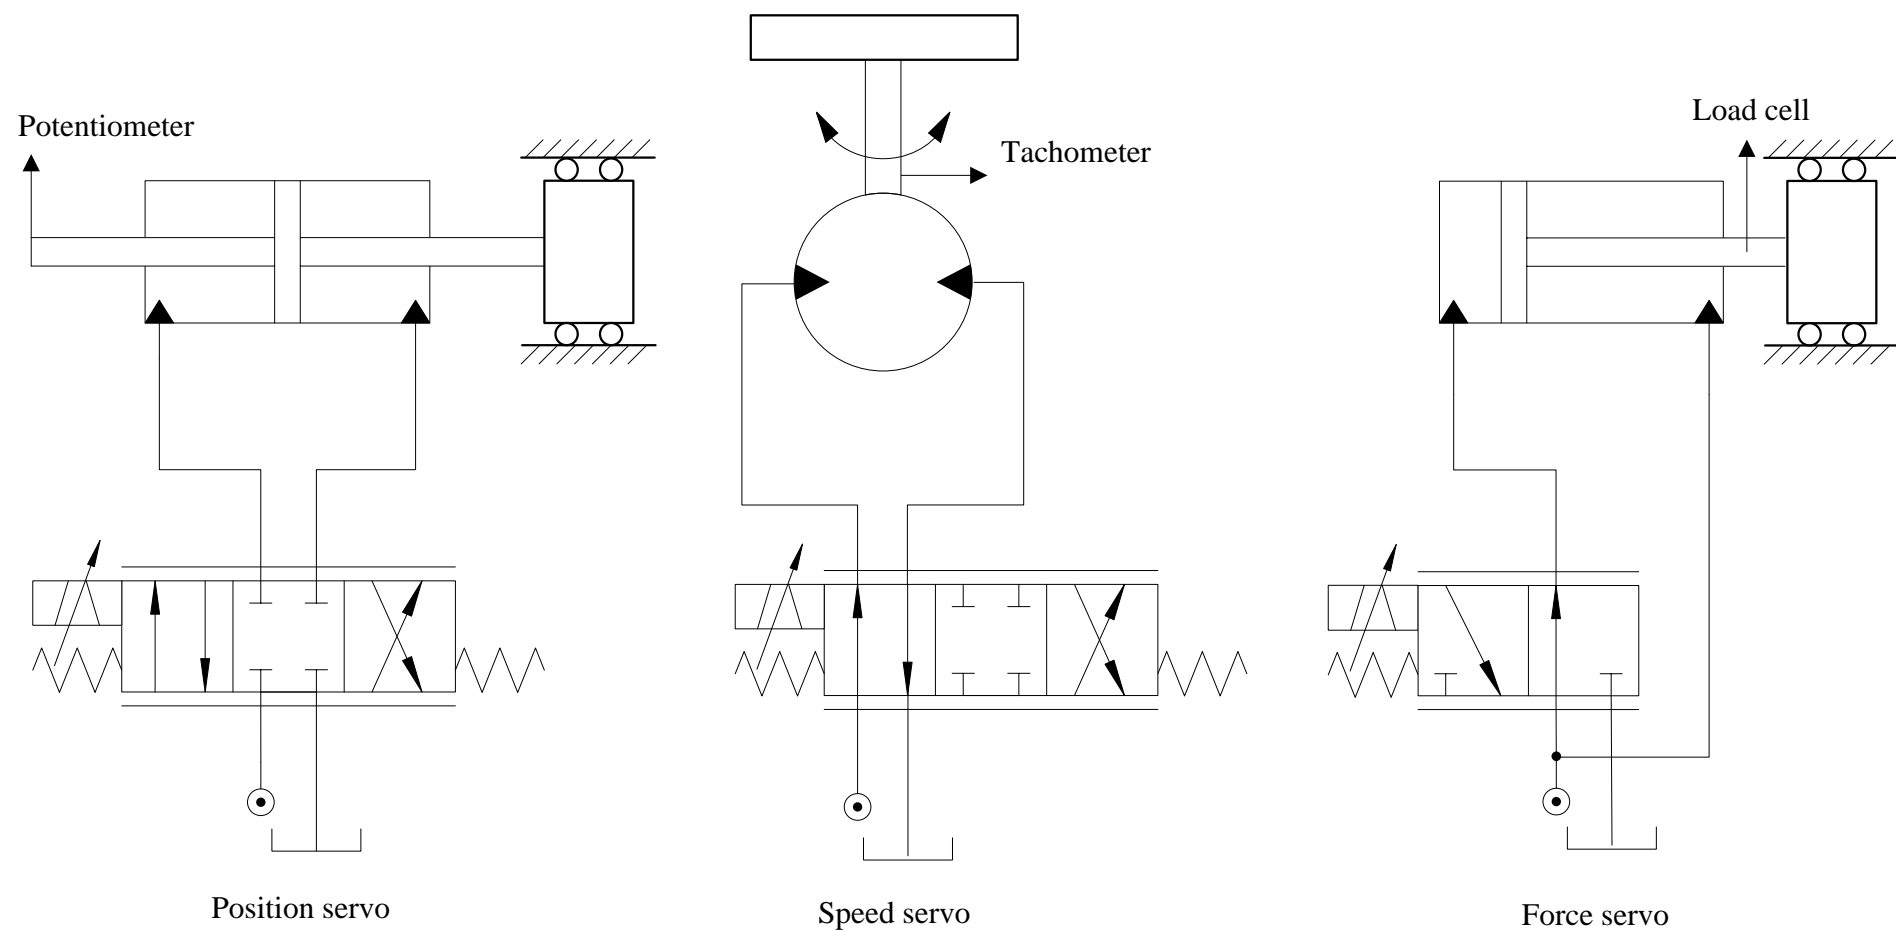 Potentiometer
Tachometer
Load cell
Position servo
Speed servo
Force servo